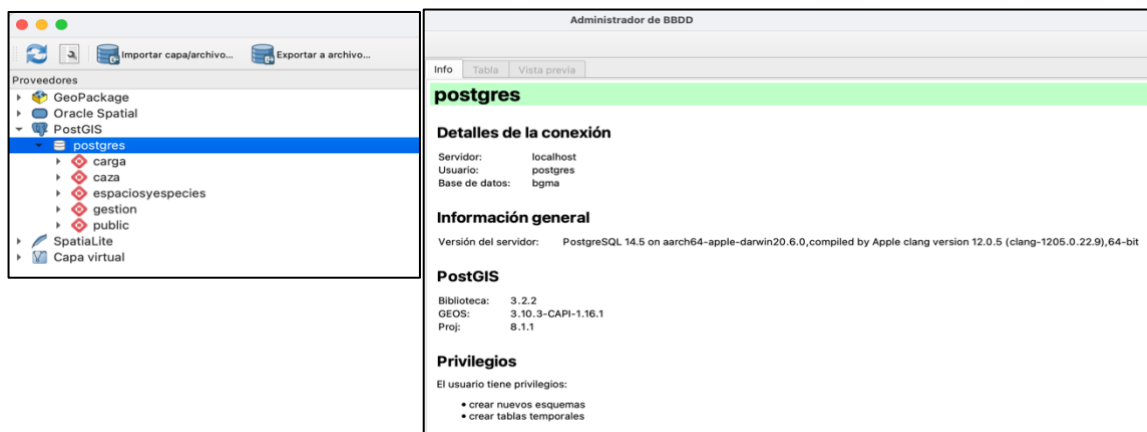 Importar capa/archivo... Exportar a archivo...
Proveedores
GeoPackage
Oracle Spatial
PostGIS
postgres
carga
caza
espaciosyespecies
gestion
public
SpatiaLite
Capa virtual
Administrador de BBDD
Info Tabla Vista previa
postgres
Detalles de la conexión
Servidor: localhost
Usuario: postgres
Base de datos: bgma
Información general
Versión del servidor: PostgreSQL 14.5 on aarch64-apple-darwin20.6.0,compiled by Apple clang version 12.0.5 (clang-1205.0.22.9),64-bit
PostGIS
Biblioteca: 3.2.2
GEOS: 3.10.3-CAPI-1.16.1
Proj: 8.1.1
Privilegios
El usuario tiene privilegios:
• crear nuevos esquemas
• crear tablas temporales